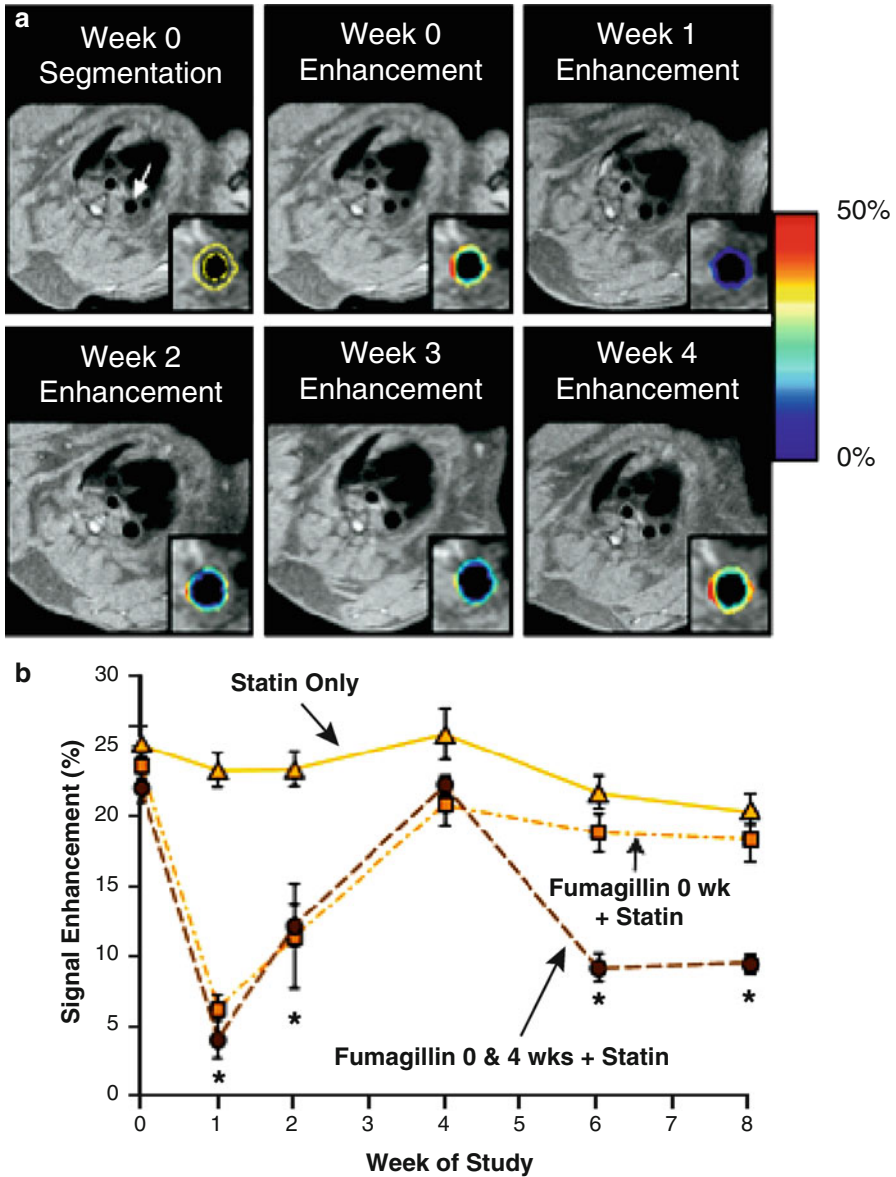 a
Week 0
Segmentation
Week 0
Enhancement
Week 1
Enhancement
50%
0%
Week 2
Enhancement
Week 3
Enhancement
Week 4
Enhancement
b
Signal Enhancement (%)
30
25
20
15
10
5
0
Statin Only
Fumagillin 0 wk
+ Statin
Fumagillin 0 & 4 wks + Statin
*
*
*
*
0 1 2 3 4 5 6 7 8
Week of Study